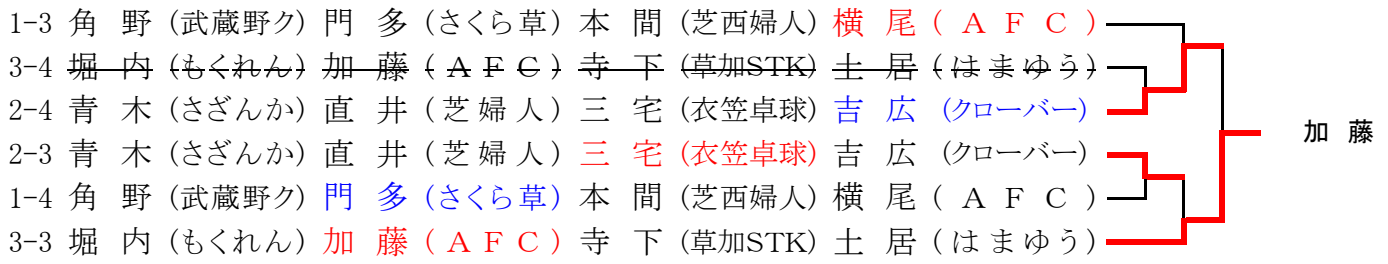 1-3 角 野 (武蔵野ク) 門 多 (さくら草) 本 間 (芝西婦人) 横 尾 ( A F C )
3-4 堀 内 (もくれん) 加 藤 ( A F C ) 寺 下 (草加STK) 土 居 (はまゆう)
2-4 青 木 (さざんか) 直 井 (芝婦人) 三 宅 (衣笠卓球) 吉 広 (クローバー)
加 藤
2-3 青 木 (さざんか) 直 井 (芝婦人) 三 宅 (衣笠卓球) 吉 広 (クローバー)
1-4 角 野 (武蔵野ク) 門 多 (さくら草) 本 間 (芝西婦人) 横 尾 ( A F C )
3-3 堀 内 (もくれん) 加 藤 ( A F C ) 寺 下 (草加STK) 土 居 (はまゆう)